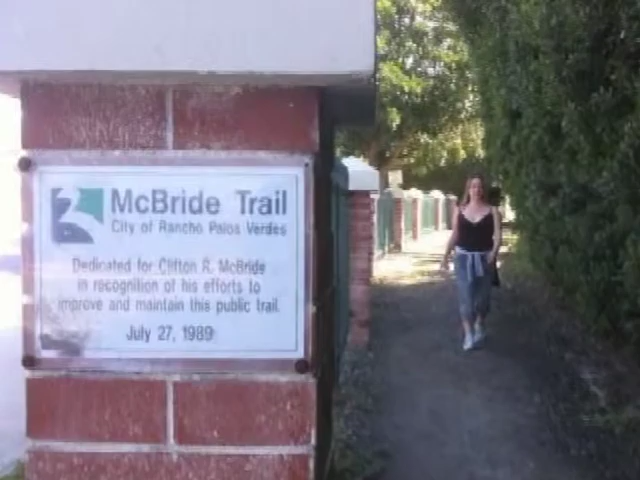 McBride Trail
City of Rancho Palos Verdes
Dedicated for Clifton R. McBride
in recognition of his efforts to
improve and maintain this public trail.
July 27, 1989